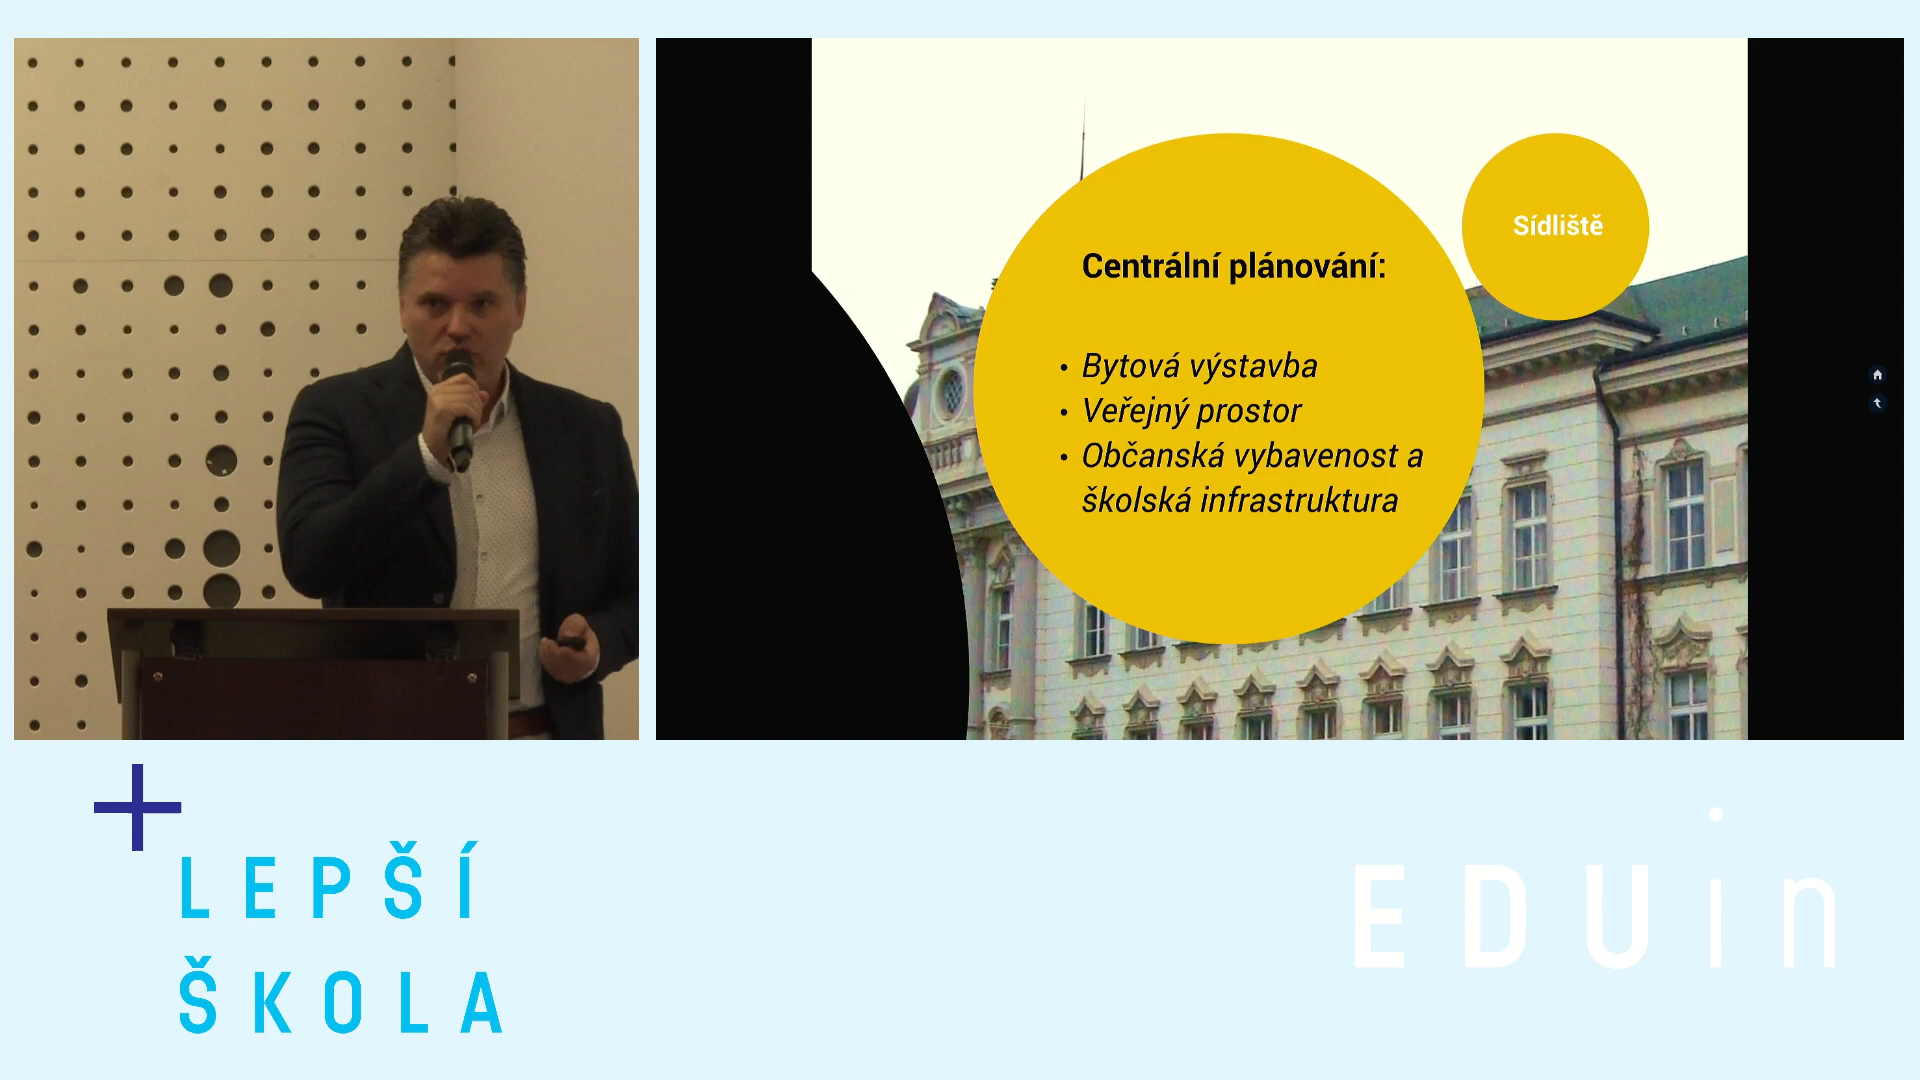 Centrální plánování:
• Bytová výstavba
• Veřejný prostor
• Občanská vybavenost a
školská infrastruktura
Sídliště
LEPŠÍ
ŠKOLA
EDUin